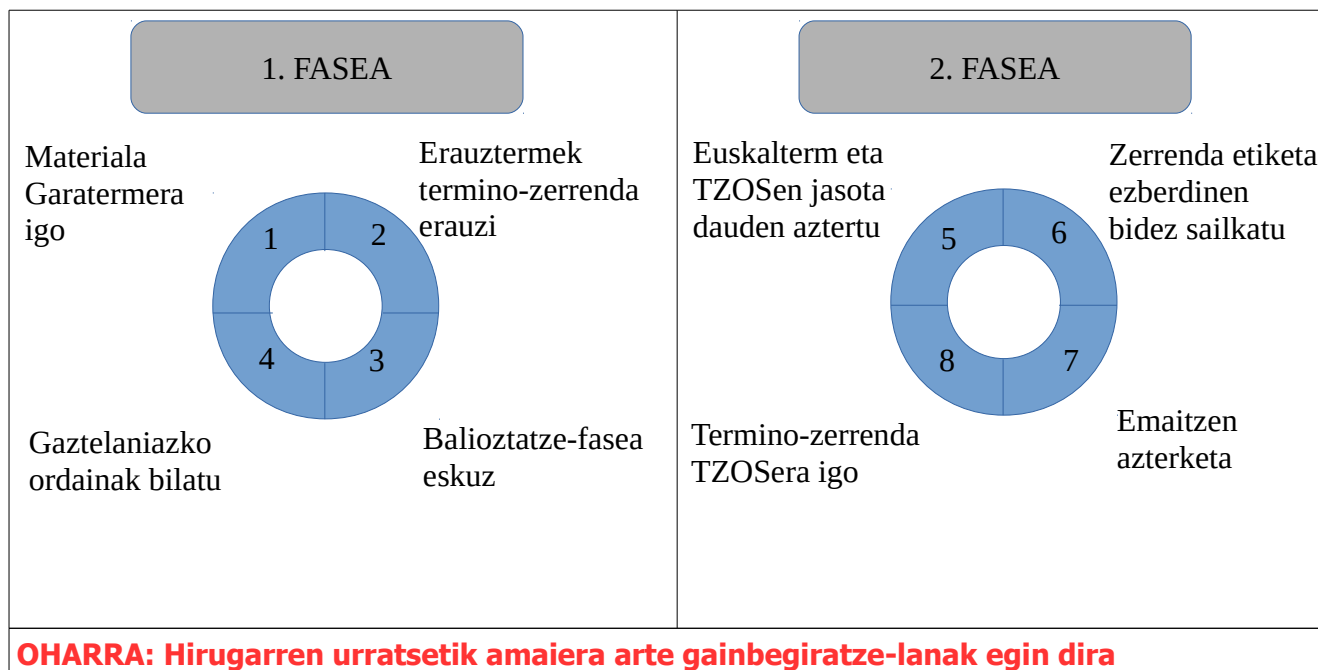 1. FASEA
Materiala
Garatermera
igo
Erauztermek
termino-zerrenda
erauzi
1
2
4
3
Gaztelaniazko
ordainak bilatu
Balioztatze-fasea
eskuz
2. FASEA
Euskalterm eta
TZOSen jasota
dauden aztertu
Zerrenda etiketa
ezberdinen
bidez sailkatu
5
6
8
7
Termino-zerrenda
TZOSera igo
Emaitzen
azterketa
OHARRA: Hirugarren urratsetik amaiera arte gainbegiratze-lanak egin dira